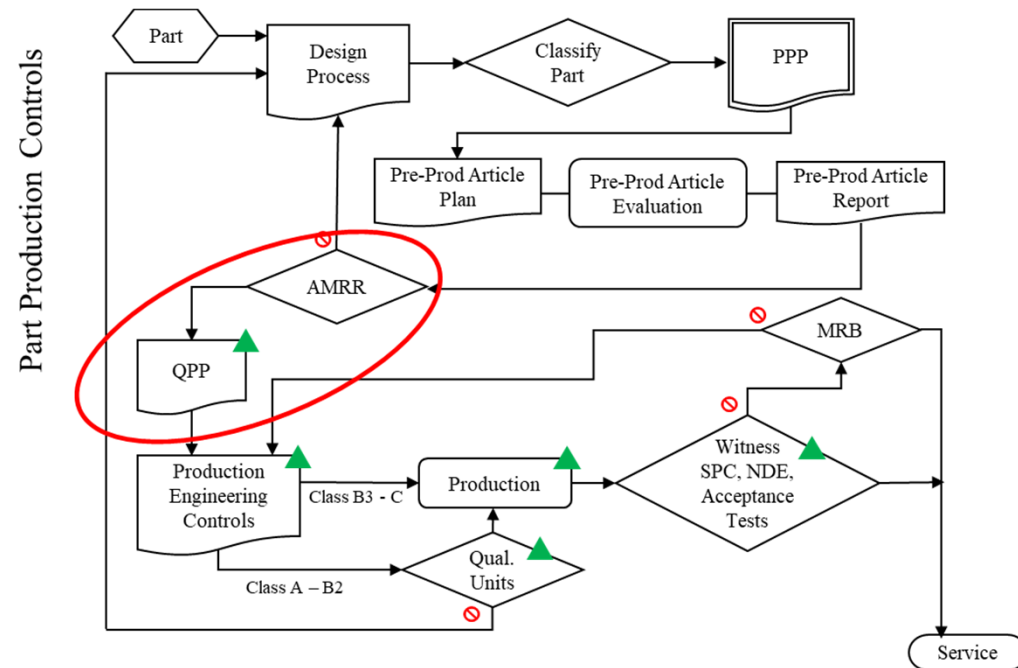 Part Production Controls
Part
Design
Process
Classify
Part
PPP
Pre-Prod Article
Plan
Pre-Prod Article
Evaluation
Pre-Prod Article
Report
AMRR
MRB
QPP
Production
Engineering
Controls
Class B3 - C
Production
Witness
SPC, NDE,
Acceptance
Tests
Class A – B2
Qual.
Units
Service